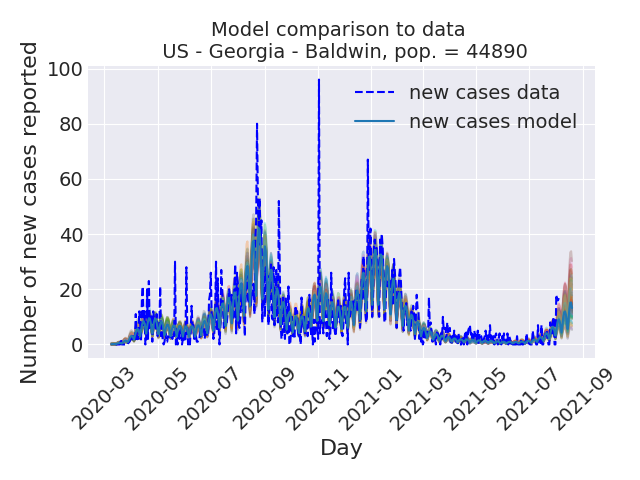 Model comparison to data
US - Georgia - Baldwin, pop. = 44890
Number of new cases reported
100
80
60
40
20
0
new cases data
new cases model
2020-03
2020-05
2020-07
2020-09
2020-11
2021-01
2021-03
2021-05
2021-07
2021-09
Day